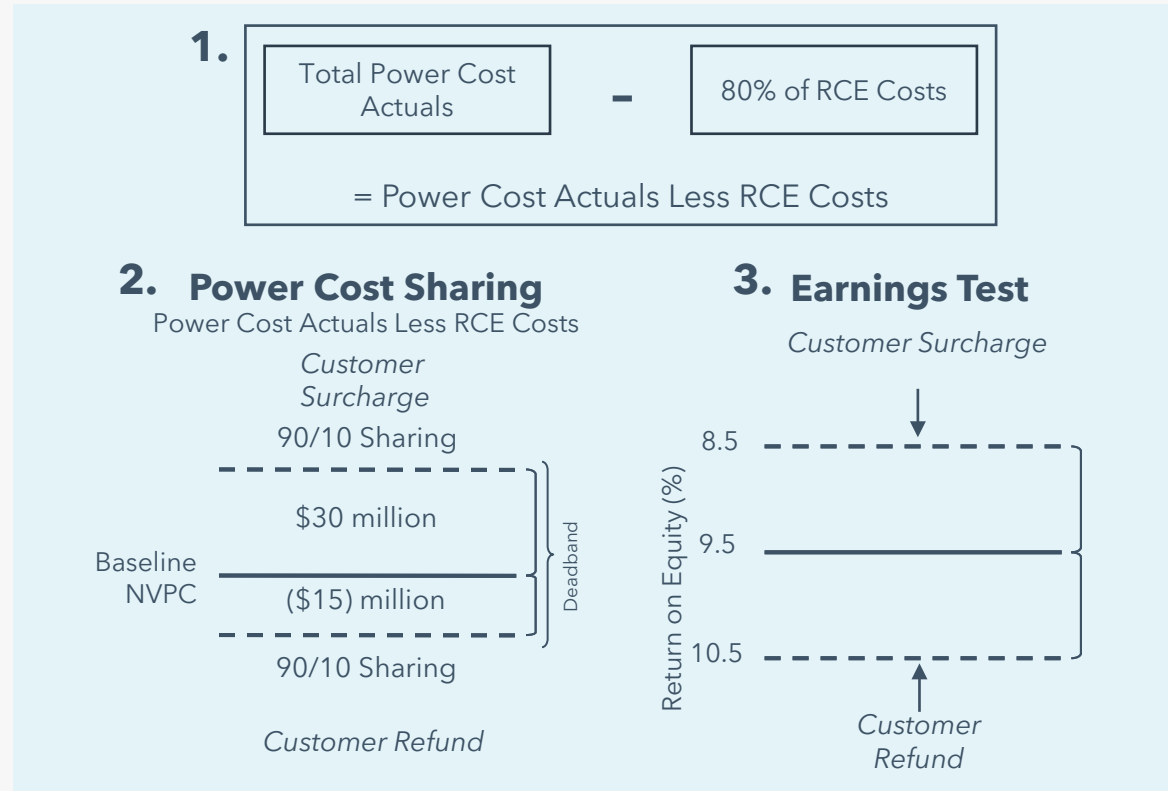 1.
Total Power Cost
Actuals
-
80% of RCE Costs
= Power Cost Actuals Less RCE Costs
2. Power Cost Sharing
Power Cost Actuals Less RCE Costs
Customer
Surcharge
90/10 Sharing
$30 million
Baseline
NVPC
($15) million
90/10 Sharing
Customer Refund
Deadband
3. Earnings Test
Customer Surcharge
Return on Equity (%)
8.5
9.5
10.5
Customer
Refund